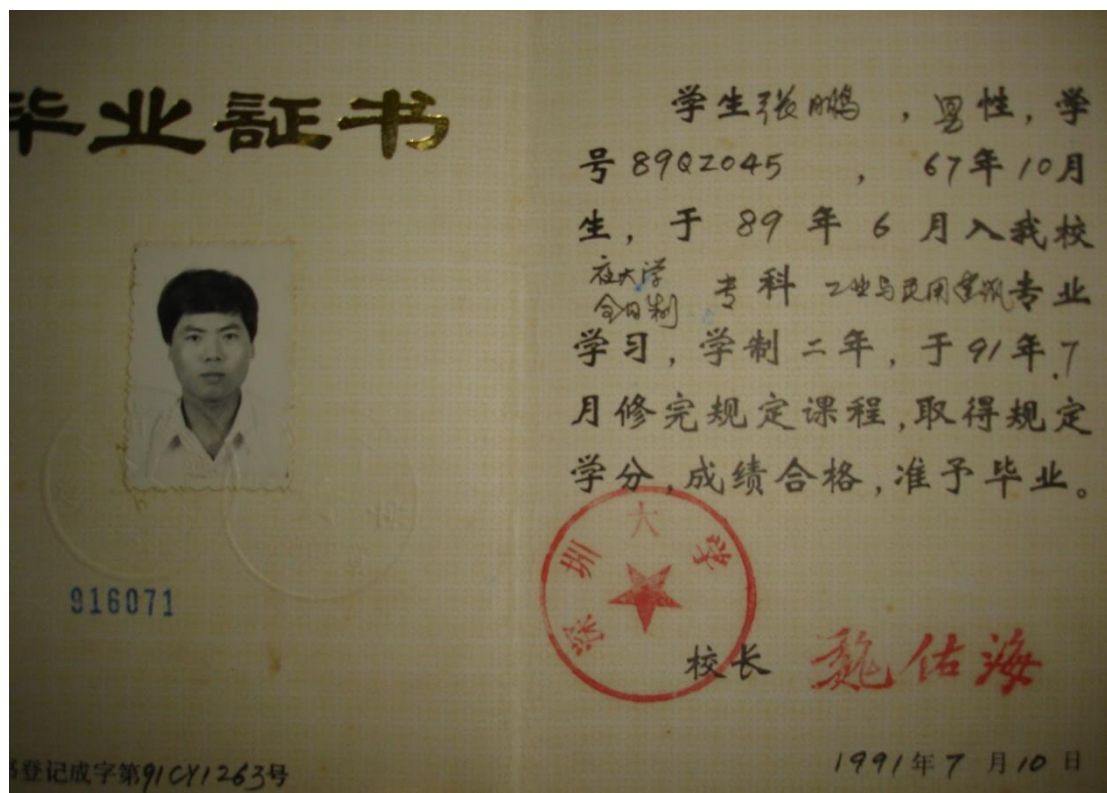 毕业証书
916071
登记成字第91CY1263号
学生张鹏，男性，学
号89QZ045，67年10月
生，于89年6月入我校
夜大学
全日制 专科 工业与民用建筑专业
学习，学制二年，于91年7
月修完规定课程，取得规定
学分，成绩合格，准予毕业。
深圳大学
校长 魏佑海
1991年7月10日